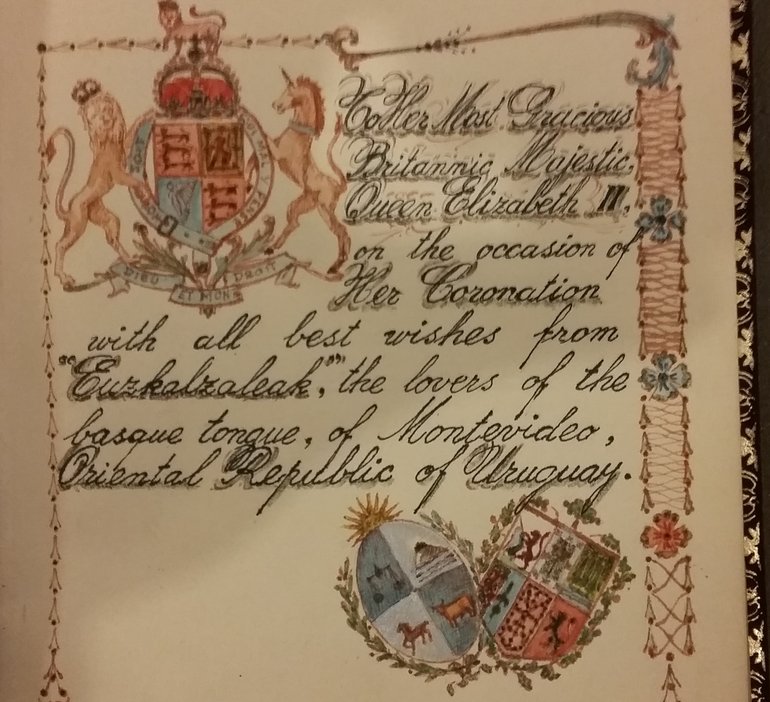 To Her Most Gracious
Britannic Majestic,
Queen Elizabeth II,
on the occasion of
Her Coronation
with all best wishes from
"Euzkalzaleak", the lovers of the
basque tongue, of Montevideo,
Oriental Republic of Uruguay.
DIEU ET MON DROIT